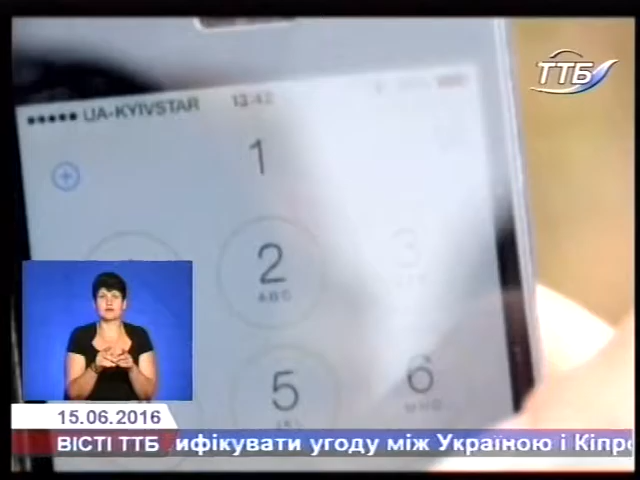 ТТБ
UA-KYIVSTAR 13:42
1
2 3
ABC
5 6
MNO
15.06.2016
ВІСТІ ТТБ ифікувати угоду між Україною і Кіпр